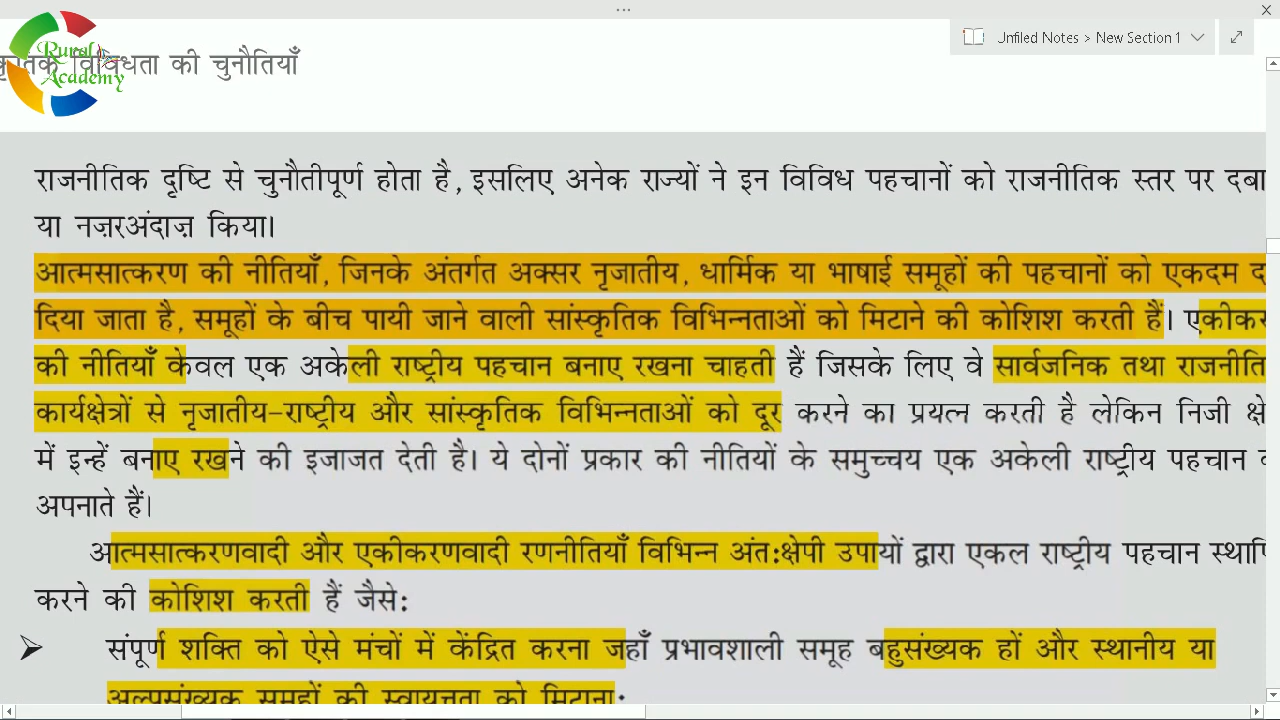 Unfiled Notes > New Section 1
Rural
Academy
विविधता की चुनौतियाँ
राजनीतिक दृष्टि से चुनौतीपूर्ण होता है, इसलिए अनेक राज्यों ने इन विविध पहचानों को राजनीतिक स्तर पर दबा
या नज़रअंदाज़ किया।
आत्मसात्करण की नीतियाँ, जिनके अंतर्गत अक्सर नृजातीय, धार्मिक या भाषाई समूहों की पहचानों को एकदम द
दिया जाता है, समूहों के बीच पायी जाने वाली सांस्कृतिक विभिन्नताओं को मिटाने की कोशिश करती हैं। एकीकर
की नीतियाँ केवल एक अकेली राष्ट्रीय पहचान बनाए रखना चाहती हैं जिसके लिए वे सार्वजनिक तथा राजनीति
कार्यक्षेत्रों से नृजातीय-राष्ट्रीय और सांस्कृतिक विभिन्नताओं को दूर करने का प्रयत्न करती है लेकिन निजी क्षे
में इन्हें बनाए रखने की इजाजत देती है। ये दोनों प्रकार की नीतियों के समुच्चय एक अकेली राष्ट्रीय पहचान
अपनाते हैं।
आत्मसात्करणवादी और एकीकरणवादी रणनीतियाँ विभिन्न अंत:क्षेपी उपायों द्वारा एकल राष्ट्रीय पहचान स्थापि
करने की कोशिश करती हैं जैसे:
➢ संपूर्ण शक्ति को ऐसे मंचों में केंद्रित करना जहाँ प्रभावशाली समूह बहुसंख्यक हों और स्थानीय या
अल्पसंख्यक समूहों की स्वायत्तता को मिटाना;